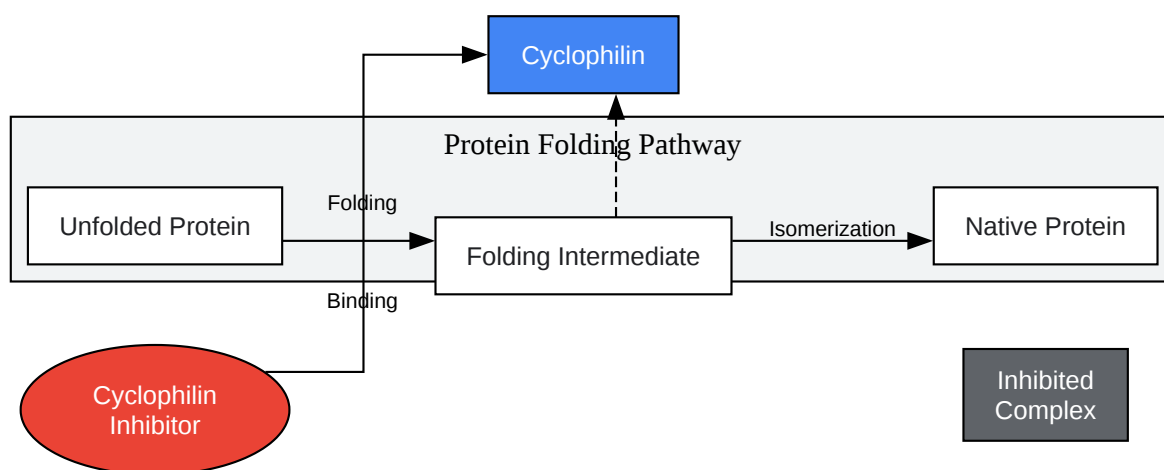 Cyclophilin
Protein Folding Pathway
Unfolded Protein
Folding
Folding Intermediate
Isomerization
Native Protein
Binding
Cyclophilin
Inhibitor
Inhibited
Complex